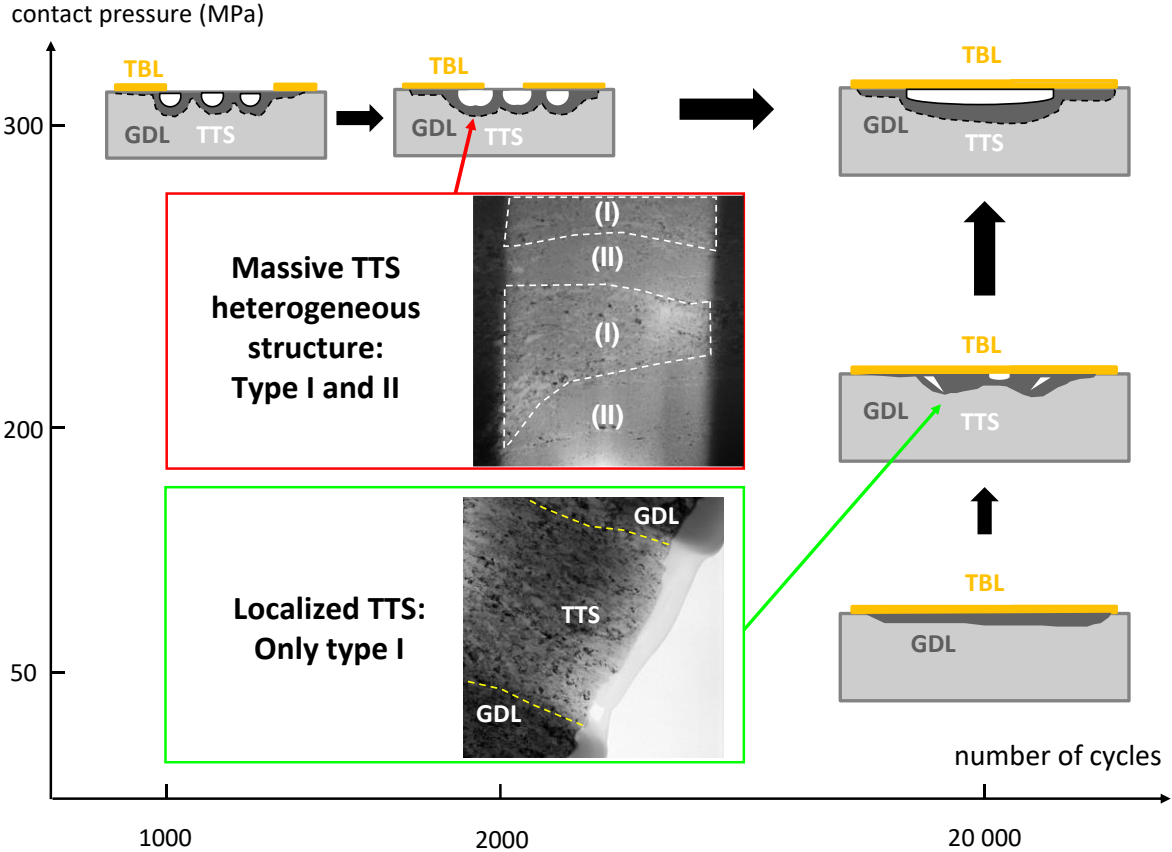 contact pressure (MPa)
TBL
TBL
TBL
GDL
TTS
GDL
TTS
GDL
TTS
300
Massive TTS
heterogeneous
structure:
Type I and II
(I)
(II)
(I)
(II)
TBL
GDL
TTS
200
Localized TTS:
Only type I
GDL
TTS
GDL
TBL
GDL
50
number of cycles
1000
2000
20 000